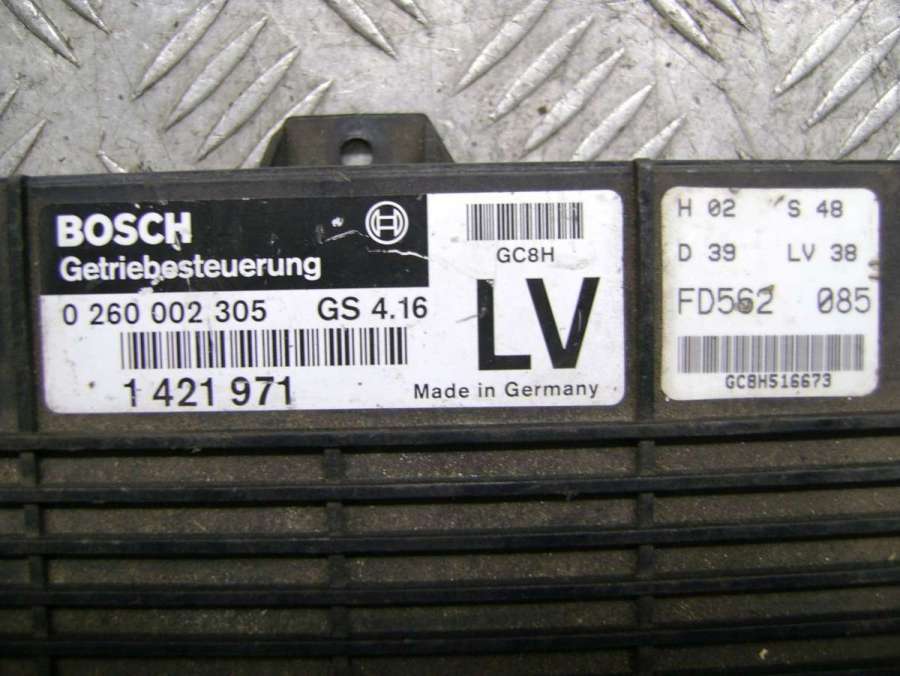 BOSCH
Getriebesteuerung
0 260 002 305 GS 4.16
1 421 971
GC8H
LV
Made in Germany
H 02 S 48
D 39 LV 38
FD562 085
GC8H516673